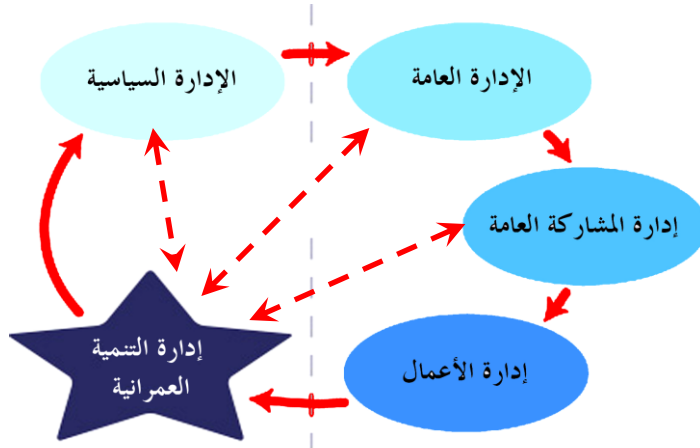 الإدارة السياسية
الإدارة العامة
إدارة المشاركة العامة
إدارة الأعمال
إدارة التنمية
العمرانية